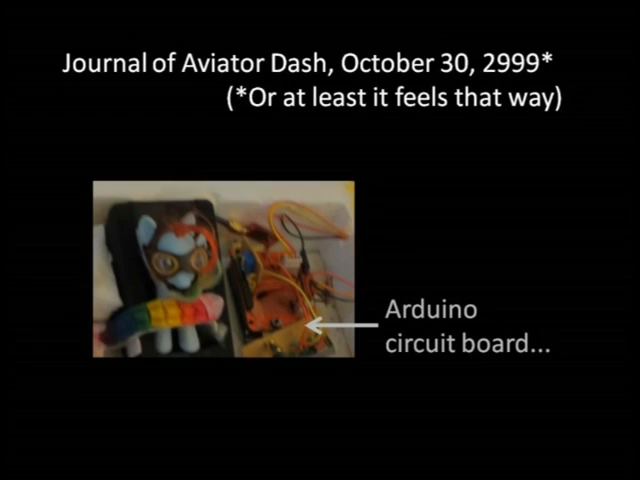 Journal of Aviator Dash, October 30, 2999*
(*Or at least it feels that way)
Arduino
circuit board...